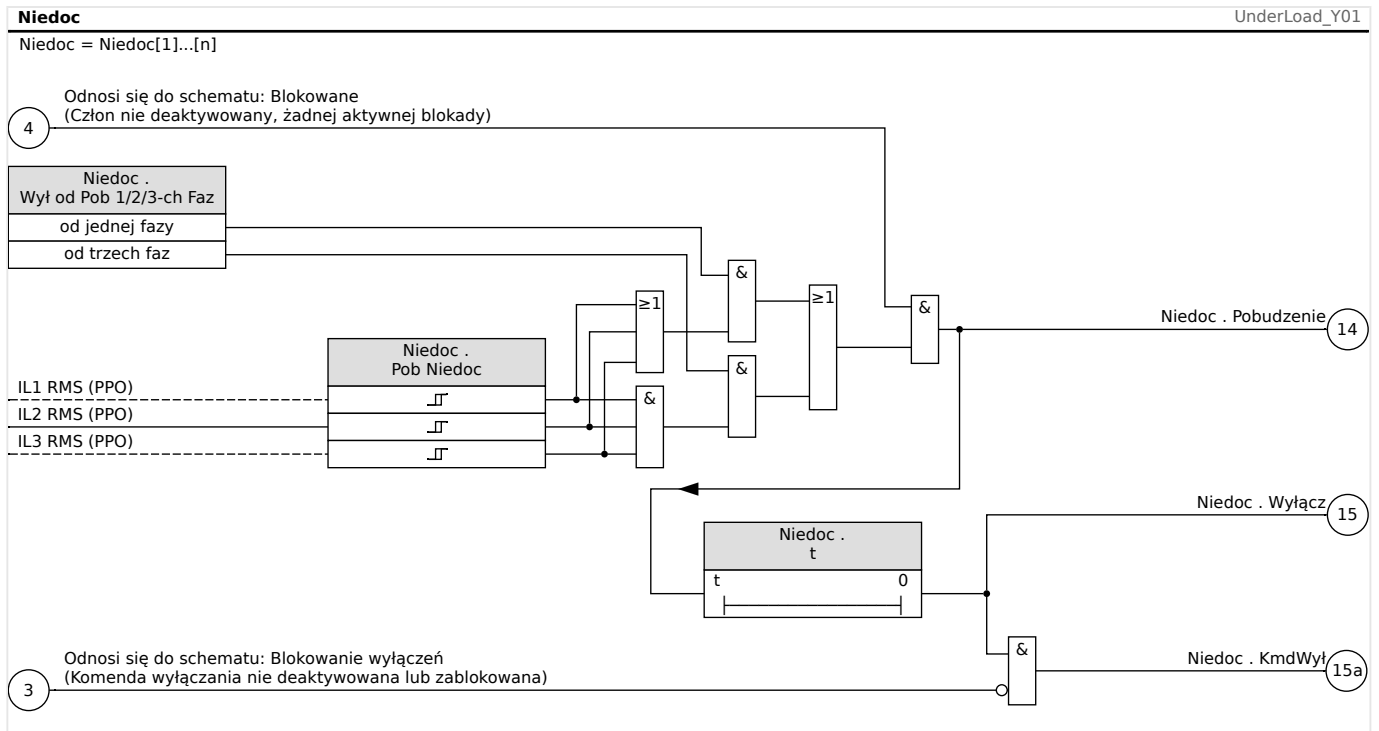 Niedoc
UnderLoad_Y01
Niedoc = Niedoc[1]...[n]
Odnosi się do schematu: Blokowane
(Człon nie deaktywowany, żadnej aktywnej blokady)
4
Niedoc .
Wył od Pob 1/2/3-ch Faz
od jednej fazy
od trzech faz
&
≥1
≥1
&
Niedoc . Pobudzenie
14
Niedoc .
Pob Niedoc
&
IL1 RMS (PPO)
&
IL2 RMS (PPO)
IL3 RMS (PPO)
Niedoc . Wyłącz
15
Niedoc .
t
t 0
Odnosi się do schematu: Blokowanie wyłączeń
(Komenda wyłączania nie deaktywowana lub zablokowana)
3
&
Niedoc . KmdWył
15a